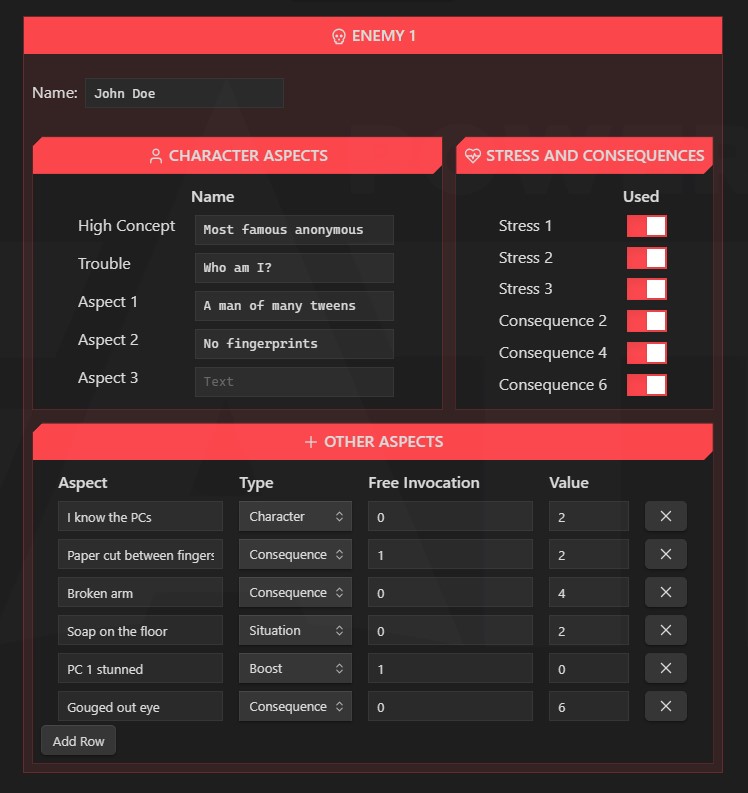 ENEMY 1
Name: John Doe
CHARACTER ASPECTS
Name
High Concept Most famous anonymous
Trouble Who am I?
Aspect 1 A man of many tweens
Aspect 2 No fingerprints
Aspect 3 Text
STRESS AND CONSEQUENCES
Used
Stress 1
Stress 2
Stress 3
Consequence 2
Consequence 4
Consequence 6
OTHER ASPECTS
Aspect Type Free Invocation Value
I know the PCs Character 0 2
Paper cut between fingers Consequence 1 2
Broken arm Consequence 0 4
Soap on the floor Situation 0 2
PC 1 stunned Boost 1 0
Gouged out eye Consequence 0 6
Add Row